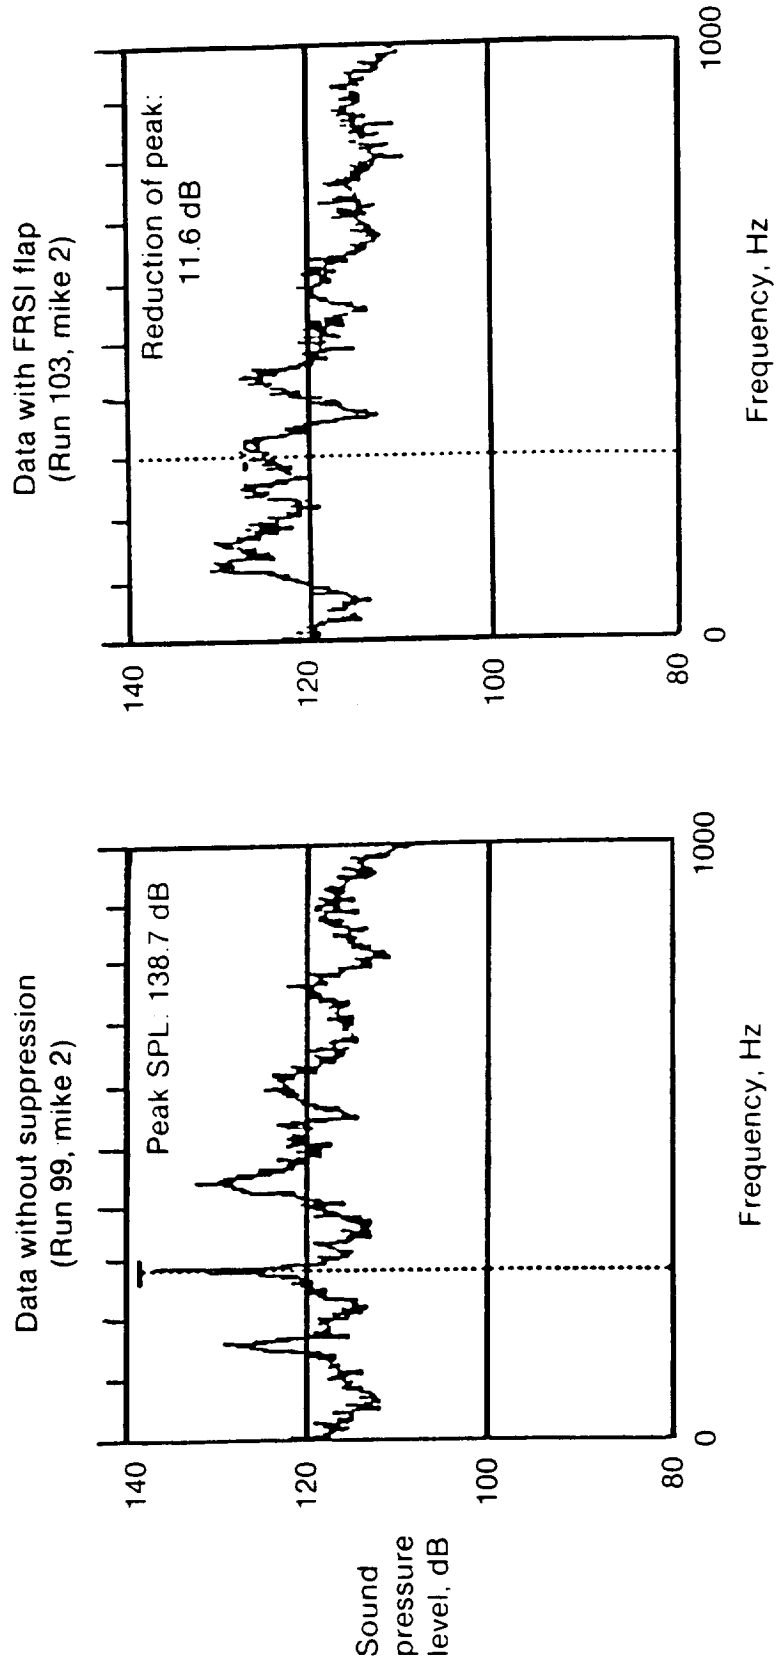 Data without suppression
(Run 99, mike 2)
Peak SPL: 138.7 dB
Sound
pressure
level, dB
140
120
100
80
0
1000
Frequency, Hz
Data with FRSI flap
(Run 103, mike 2)
Reduction of peak:
11.6 dB
140
120
100
80
0
1000
Frequency, Hz